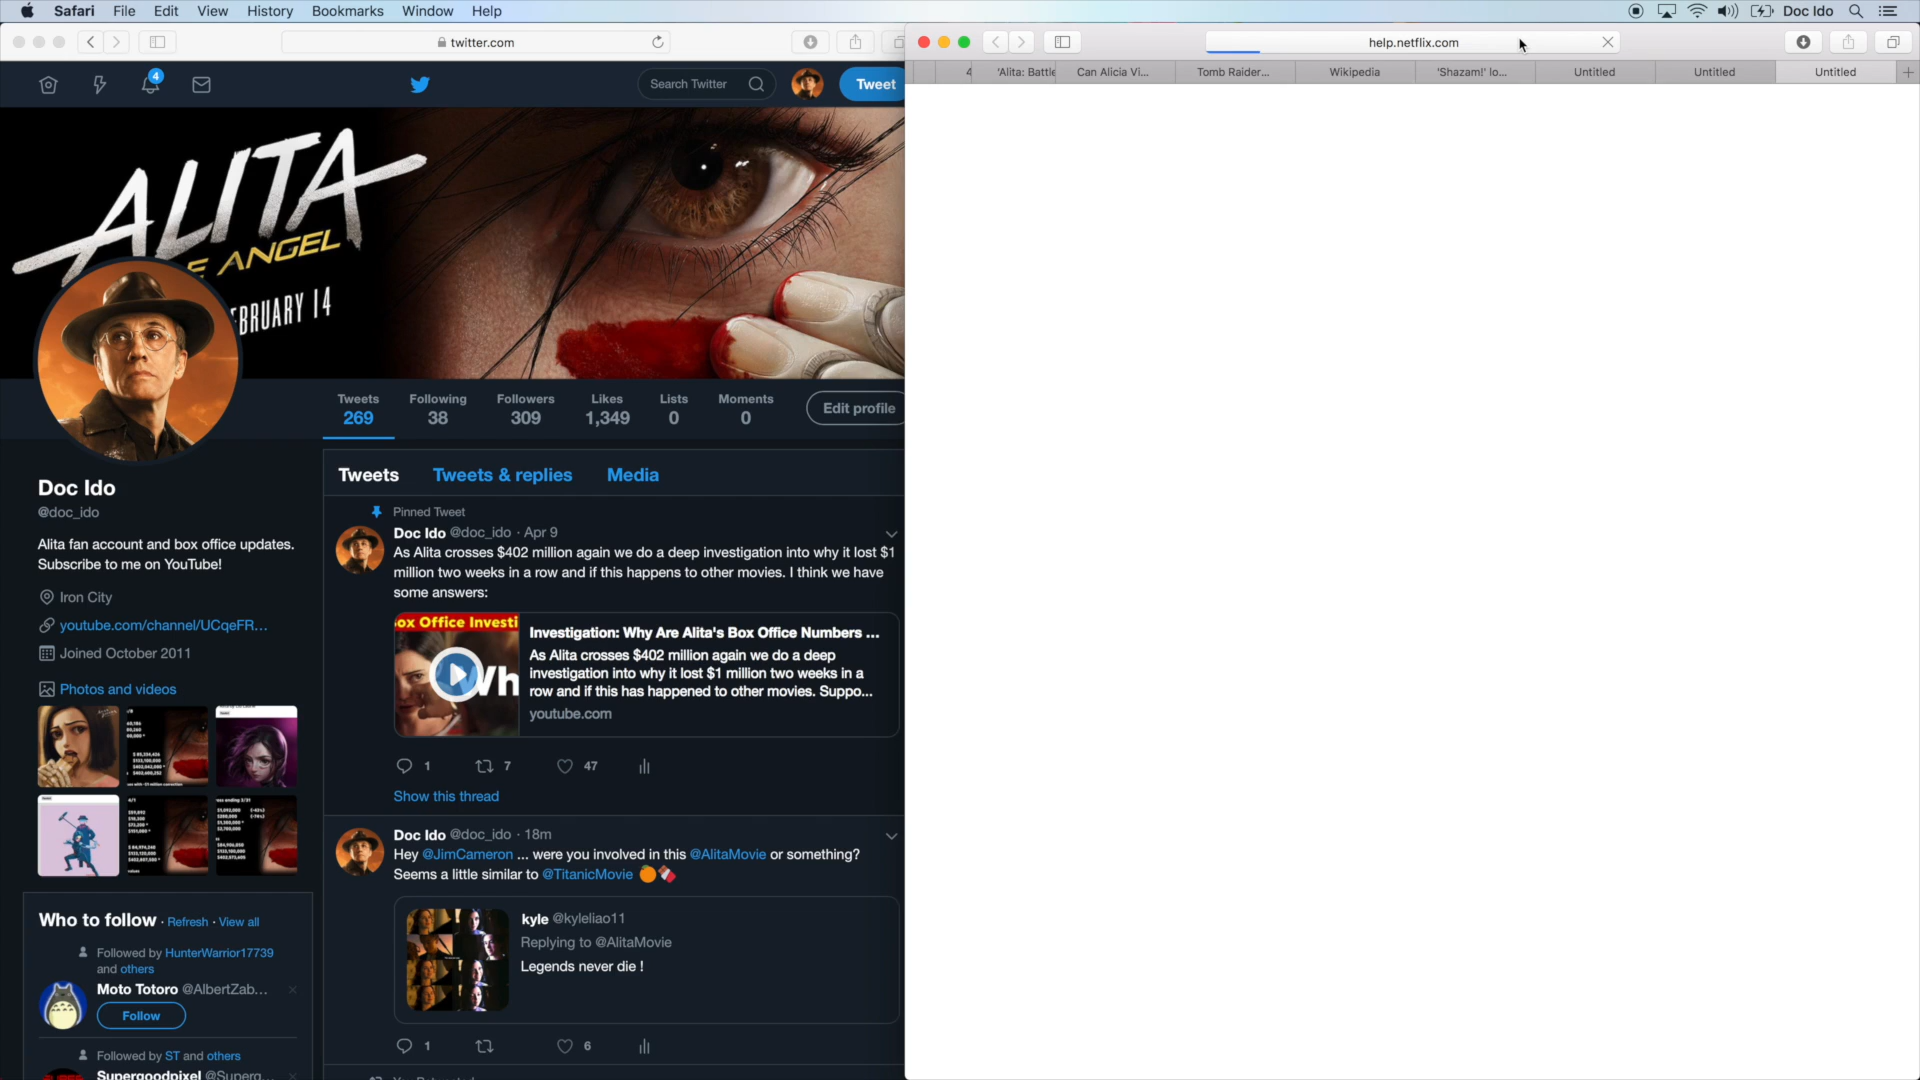 Safari File Edit View History Bookmarks Window Help
Doc Ido
twitter.com
help.netflix.com
'Alita: Battle
Can Alicia Vi...
Tomb Raider...
Wikipedia
'Shazam!' lo...
Untitled
Untitled
Untitled
4
Search Twitter
Tweet
ALITA
ANGEL
FEBRUARY 14
Tweets 269
Following 38
Followers 309
Likes 1,349
Lists 0
Moments 0
Edit profile
Doc Ido
@doc_ido
Alita fan account and box office updates.
Subscribe to me on YouTube!
Iron City
youtube.com/channel/UCqeFR...
Joined October 2011
Photos and videos
Who to follow · Refresh · View all
Followed by HunterWarrior17739
and others
Moto Totoro @AlbertZab...
Follow
Followed by ST and others
Supergoodpixel @Superg...
Tweets Tweets & replies Media
Pinned Tweet
Doc Ido @doc_ido · Apr 9
As Alita crosses $402 million again we do a deep investigation into why it lost $1
million two weeks in a row and if this happens to other movies. I think we have
some answers:
Box Office Investi
Wh
Investigation: Why Are Alita's Box Office Numbers ...
As Alita crosses $402 million again we do a deep
investigation into why it lost $1 million two weeks in a
row and if this has happened to other movies. Suppo...
youtube.com
1 7 47
Show this thread
Doc Ido @doc_ido · 18m
Hey @JimCameron ... were you involved in this @AlitaMovie or something?
Seems a little similar to @TitanicMovie 🍊🍫
kyle @kyleliao11
Replying to @AlitaMovie
Legends never die !
1 6